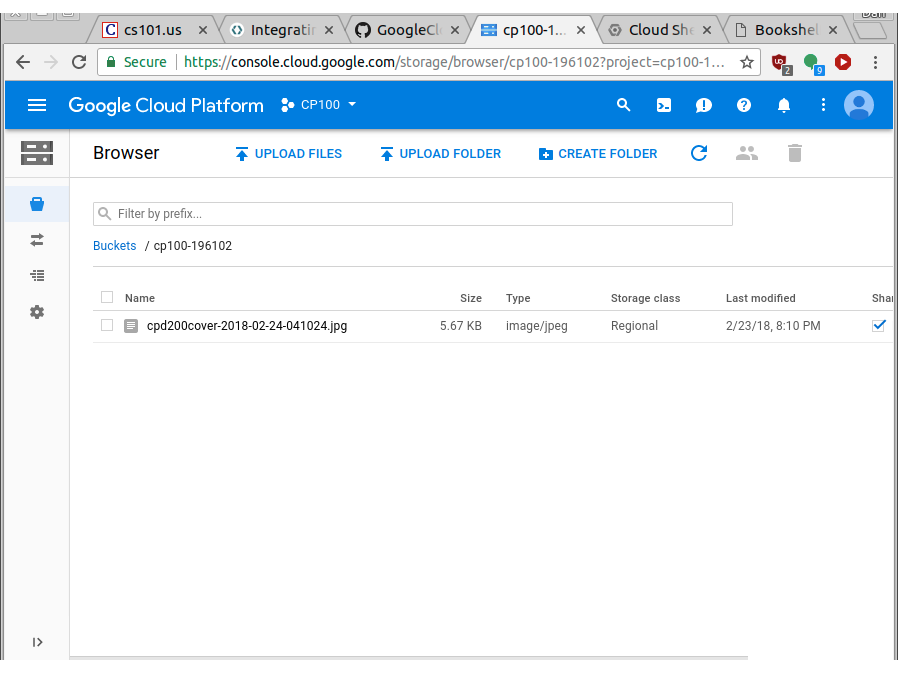 Dan
cs101.us Integratin GoogleCl cp100-1... Cloud She Bookshel
Secure https://console.cloud.google.com/storage/browser/cp100-196102?project=cp100-1...
2 9
Google Cloud Platform CP100
Browser UPLOAD FILES UPLOAD FOLDER CREATE FOLDER
Filter by prefix...
Buckets / cp100-196102
Name Size Type Storage class Last modified Shar
cpd200cover-2018-02-24-041024.jpg 5.67 KB image/jpeg Regional 2/23/18, 8:10 PM